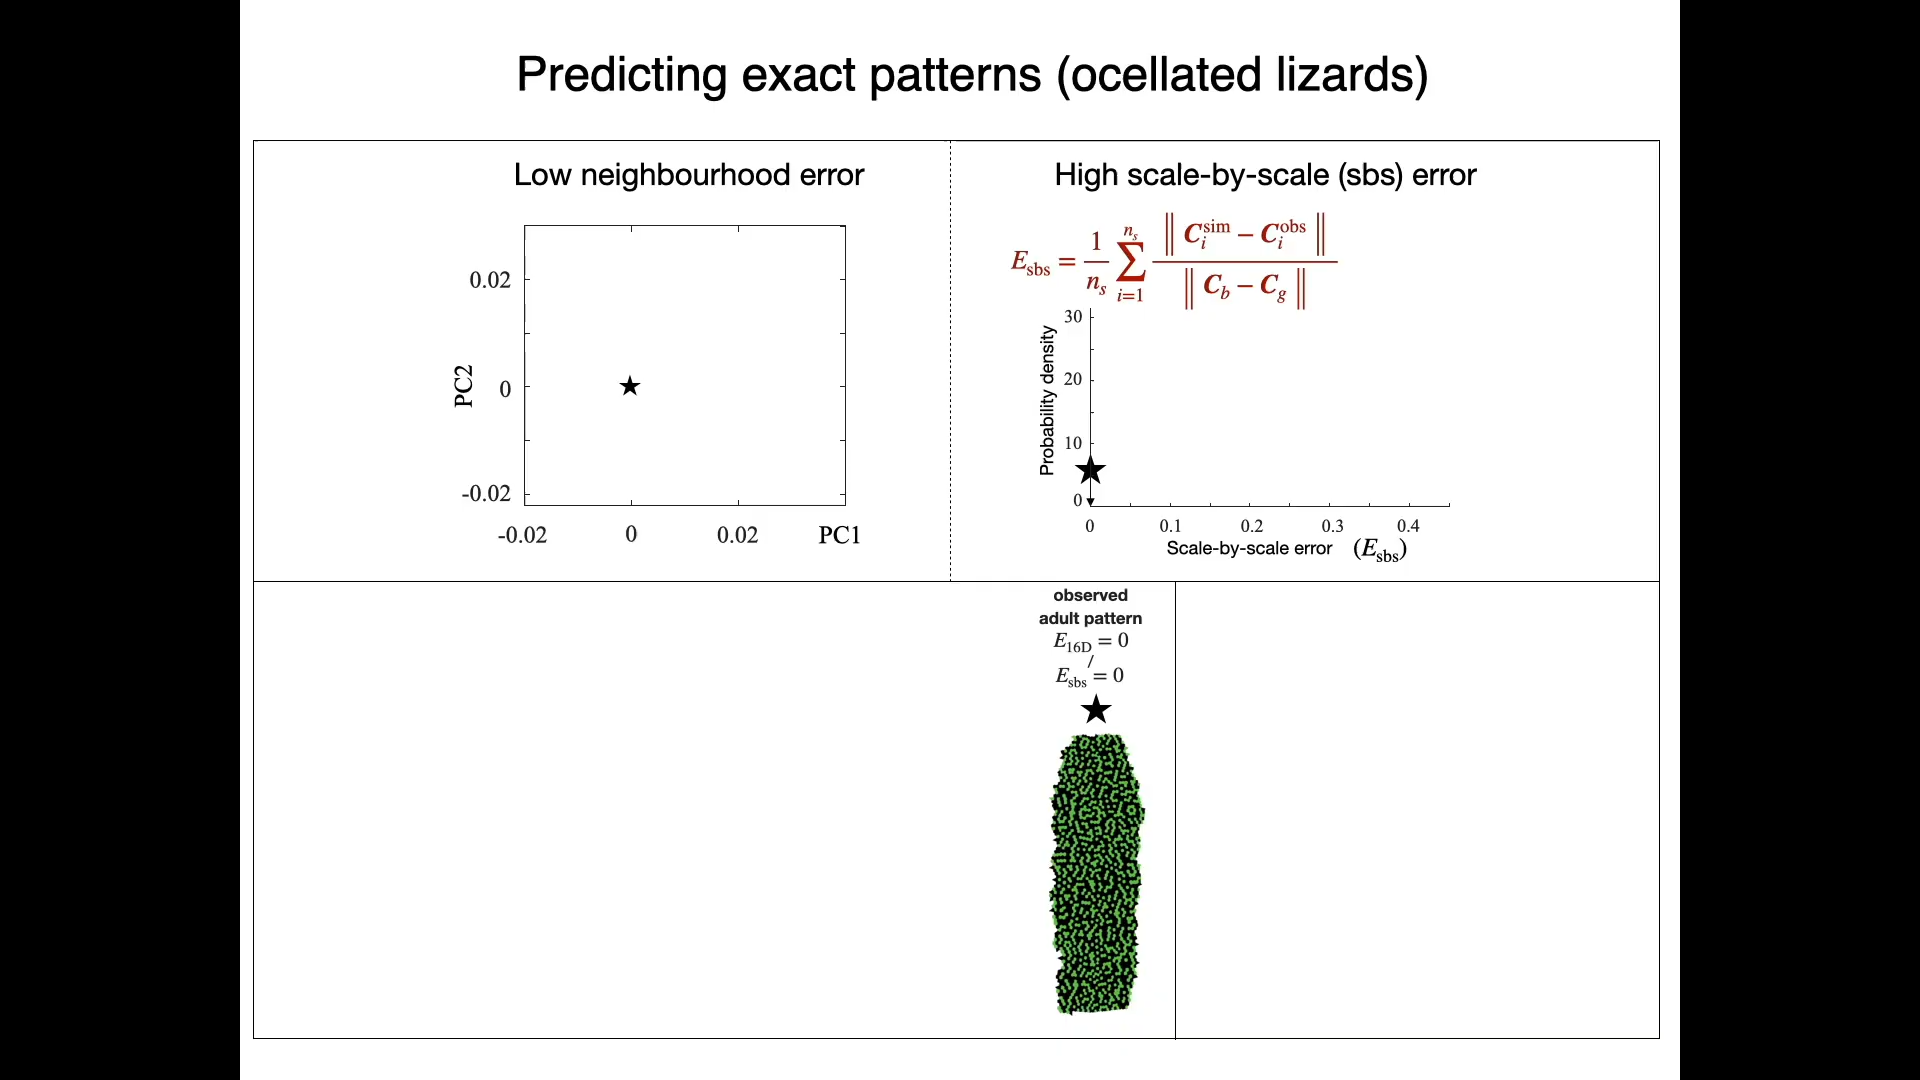 Predicting exact patterns (ocellated lizards)
Low neighbourhood error
PC2
0.02
0
-0.02
-0.02 0 0.02 PC1
High scale-by-scale (sbs) error
E_sbs = 1/n_s ∑_{i=1}^{n_s} ‖ C_i^sim − C_i^obs ‖ / ‖ C_b − C_g ‖
Probability density
30
20
10
0
0 0.1 0.2 0.3 0.4
Scale-by-scale error (E_sbs)
observed
adult pattern
E_16D = 0
/
E_sbs = 0